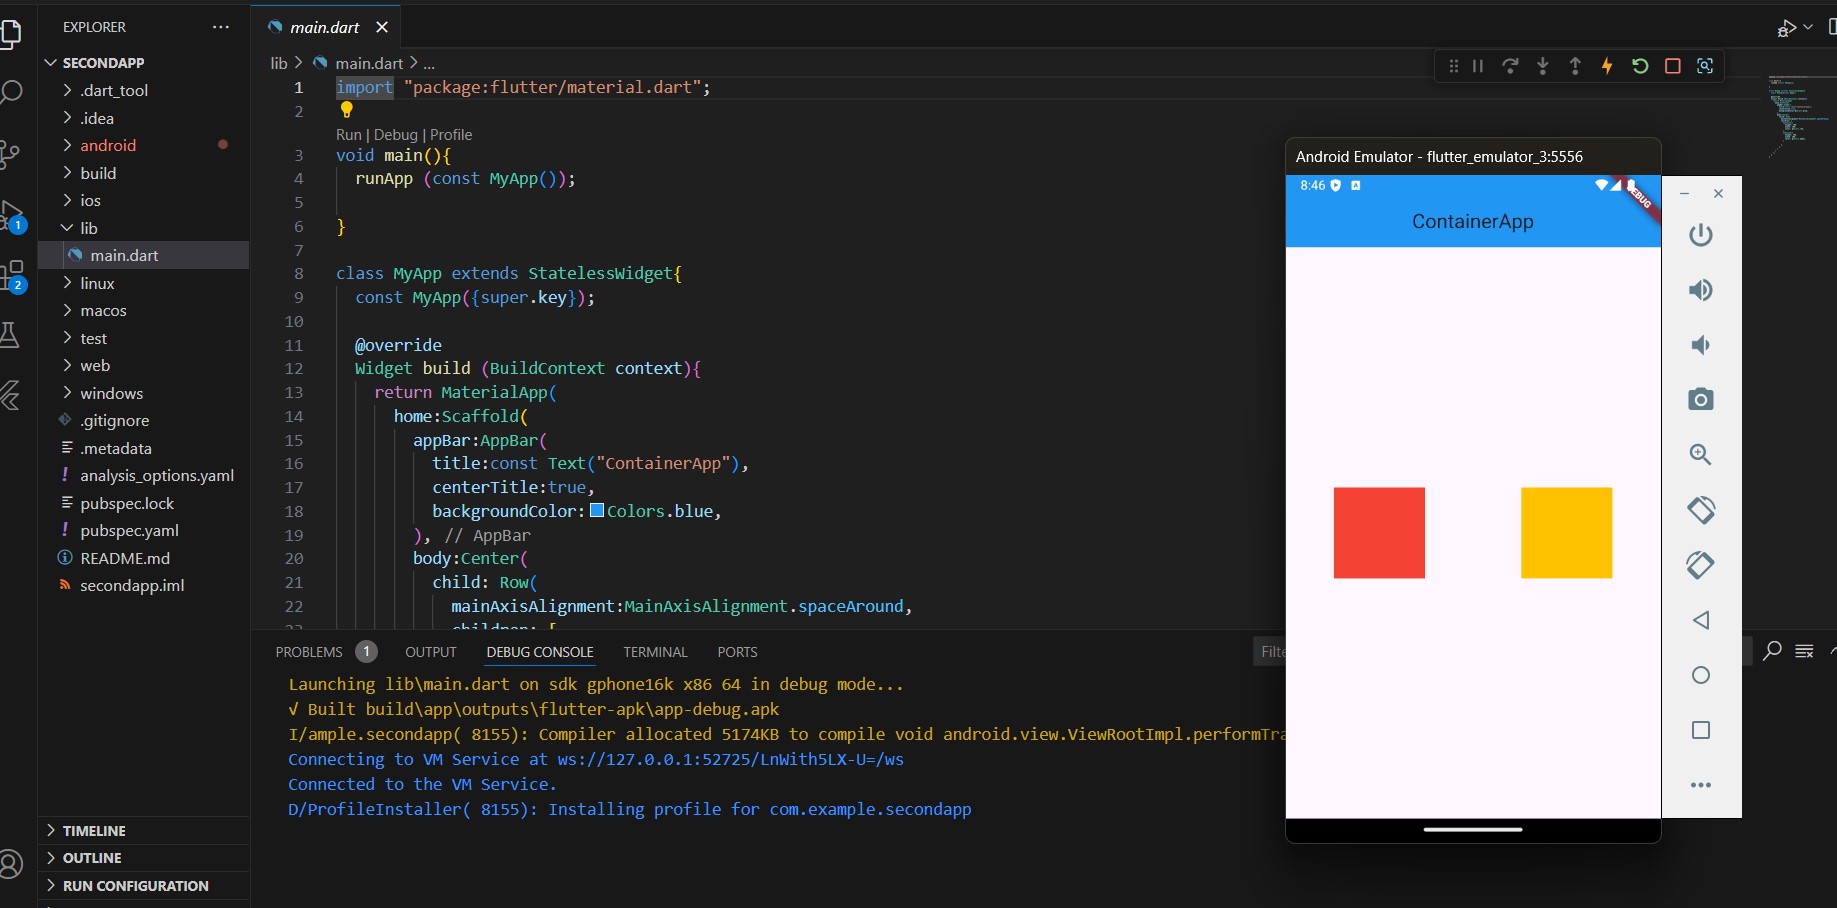 EXPLORER
SECONDAPP
.dart_tool
.idea
android
build
ios
lib
main.dart
linux
macos
test
web
windows
.gitignore
.metadata
! analysis_options.yaml
pubspec.lock
! pubspec.yaml
README.md
secondapp.iml
TIMELINE
OUTLINE
RUN CONFIGURATION
1
2
main.dart
lib > main.dart > ...
1 import "package:flutter/material.dart";
2
Run | Debug | Profile
3 void main(){
4 runApp (const MyApp());
5
6 }
7
8 class MyApp extends StatelessWidget{
9 const MyApp({super.key});
10
11 @override
12 Widget build (BuildContext context){
13 return MaterialApp(
14 home:Scaffold(
15 appBar:AppBar(
16 title:const Text("ContainerApp"),
17 centerTitle:true,
18 backgroundColor: Colors.blue,
19 ), // AppBar
20 body:Center(
21 child: Row(
22 mainAxisAlignment:MainAxisAlignment.spaceAround,
23 children: [
PROBLEMS 1 OUTPUT DEBUG CONSOLE TERMINAL PORTS
Filte
Launching lib\main.dart on sdk gphone16k x86 64 in debug mode...
√ Built build\app\outputs\flutter-apk\app-debug.apk
I/ample.secondapp( 8155): Compiler allocated 5174KB to compile void android.view.ViewRootImpl.performTra
Connecting to VM Service at ws://127.0.0.1:52725/LnWith5LX-U=/ws
Connected to the VM Service.
D/ProfileInstaller( 8155): Installing profile for com.example.secondapp
Android Emulator - flutter_emulator_3:5556
8:46
DEBUG
ContainerApp